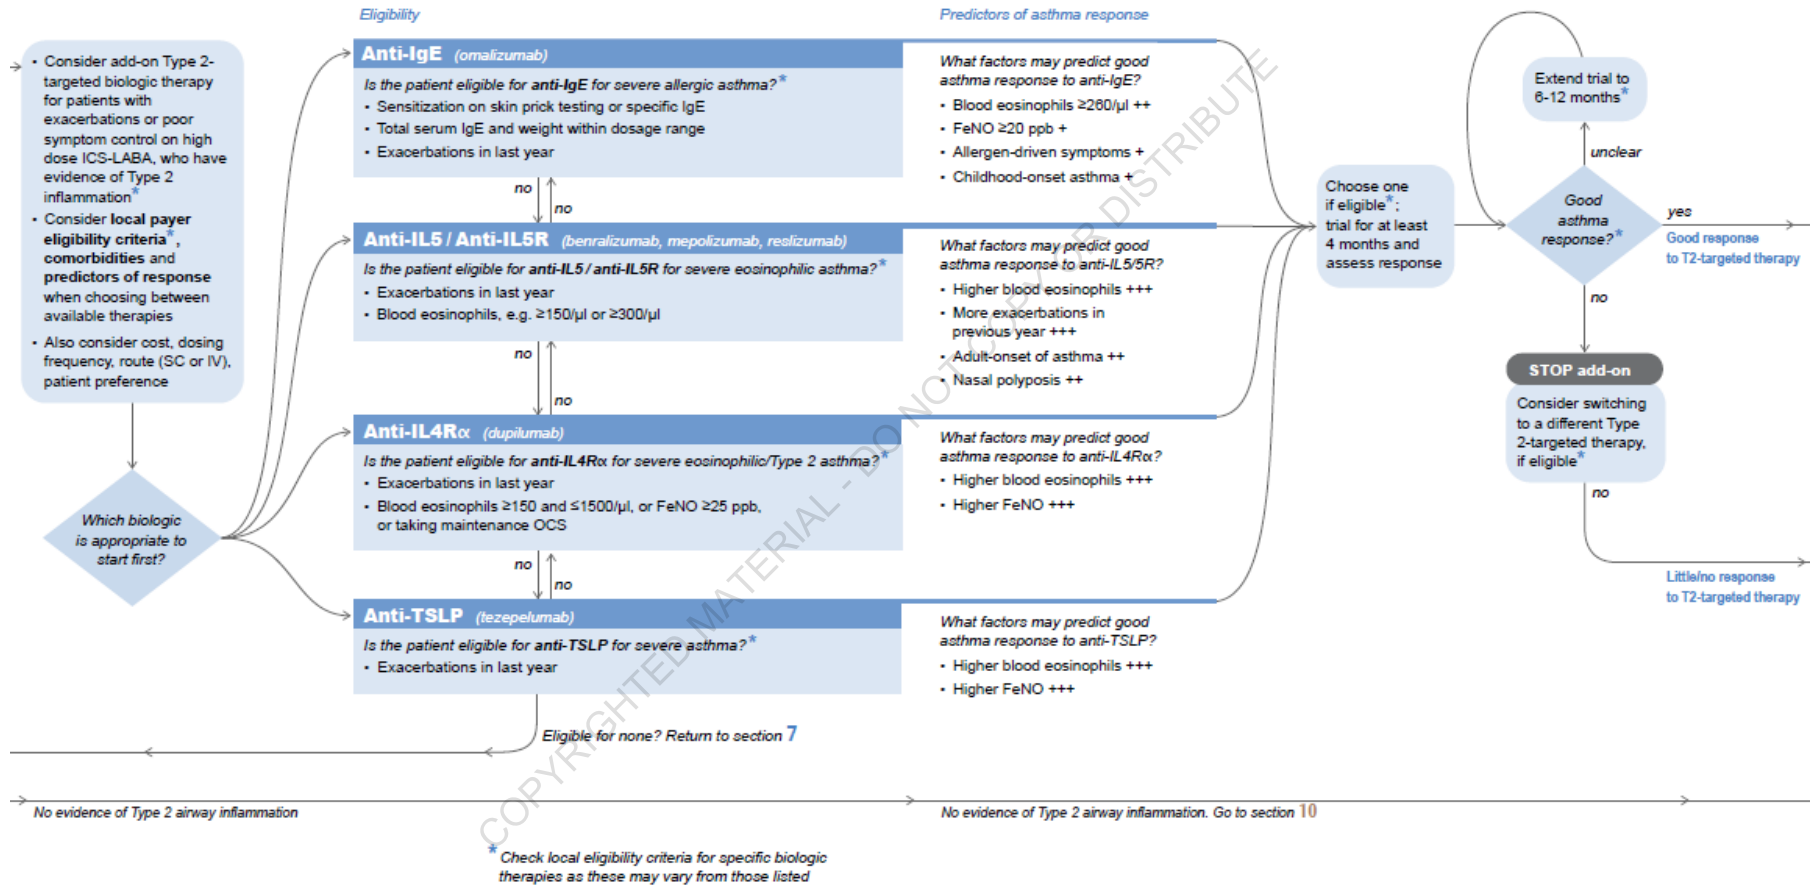 Eligibility
Predictors of asthma response
• Consider add-on Type 2-
targeted biologic therapy
for patients with
exacerbations or poor
symptom control on high
dose ICS-LABA, who have
evidence of Type 2
inflammation*
• Consider local payer
eligibility criteria*,
comorbidities and
predictors of response
when choosing between
available therapies
• Also consider cost, dosing
frequency, route (SC or IV),
patient preference
Which biologic
is appropriate to
start first?
Anti-IgE (omalizumab)
Is the patient eligible for anti-IgE for severe allergic asthma?*
• Sensitization on skin prick testing or specific IgE
• Total serum IgE and weight within dosage range
• Exacerbations in last year
What factors may predict good
asthma response to anti-IgE?
• Blood eosinophils ≥260/µl ++
• FeNO ≥20 ppb +
• Allergen-driven symptoms +
• Childhood-onset asthma +
no
no
Anti-IL5 / Anti-IL5R (benralizumab, mepolizumab, reslizumab)
Is the patient eligible for anti-IL5 / anti-IL5R for severe eosinophilic asthma?*
• Exacerbations in last year
• Blood eosinophils, e.g. ≥150/µl or ≥300/µl
What factors may predict good
asthma response to anti-IL5/5R?
• Higher blood eosinophils +++
• More exacerbations in
previous year +++
• Adult-onset of asthma ++
• Nasal polyposis ++
no
no
Anti-IL4Rα (dupilumab)
Is the patient eligible for anti-IL4Rα for severe eosinophilic/Type 2 asthma?*
• Exacerbations in last year
• Blood eosinophils ≥150 and ≤1500/µl, or FeNO ≥25 ppb,
or taking maintenance OCS
What factors may predict good
asthma response to anti-IL4Rα?
• Higher blood eosinophils +++
• Higher FeNO +++
no
no
Anti-TSLP (tezepelumab)
Is the patient eligible for anti-TSLP for severe asthma?*
• Exacerbations in last year
What factors may predict good
asthma response to anti-TSLP?
• Higher blood eosinophils +++
• Higher FeNO +++
Eligible for none? Return to section 7
Choose one
if eligible*;
trial for at least
4 months and
assess response
Extend trial to
6-12 months*
unclear
Good
asthma
response?*
yes
Good response
to T2-targeted therapy
no
STOP add-on
Consider switching
to a different Type
2-targeted therapy,
if eligible*
no
Little/no response
to T2-targeted therapy
No evidence of Type 2 airway inflammation
No evidence of Type 2 airway inflammation. Go to section 10
* Check local eligibility criteria for specific biologic
therapies as these may vary from those listed
COPYRIGHTED MATERIAL - DO NOT COPY OR DISTRIBUTE